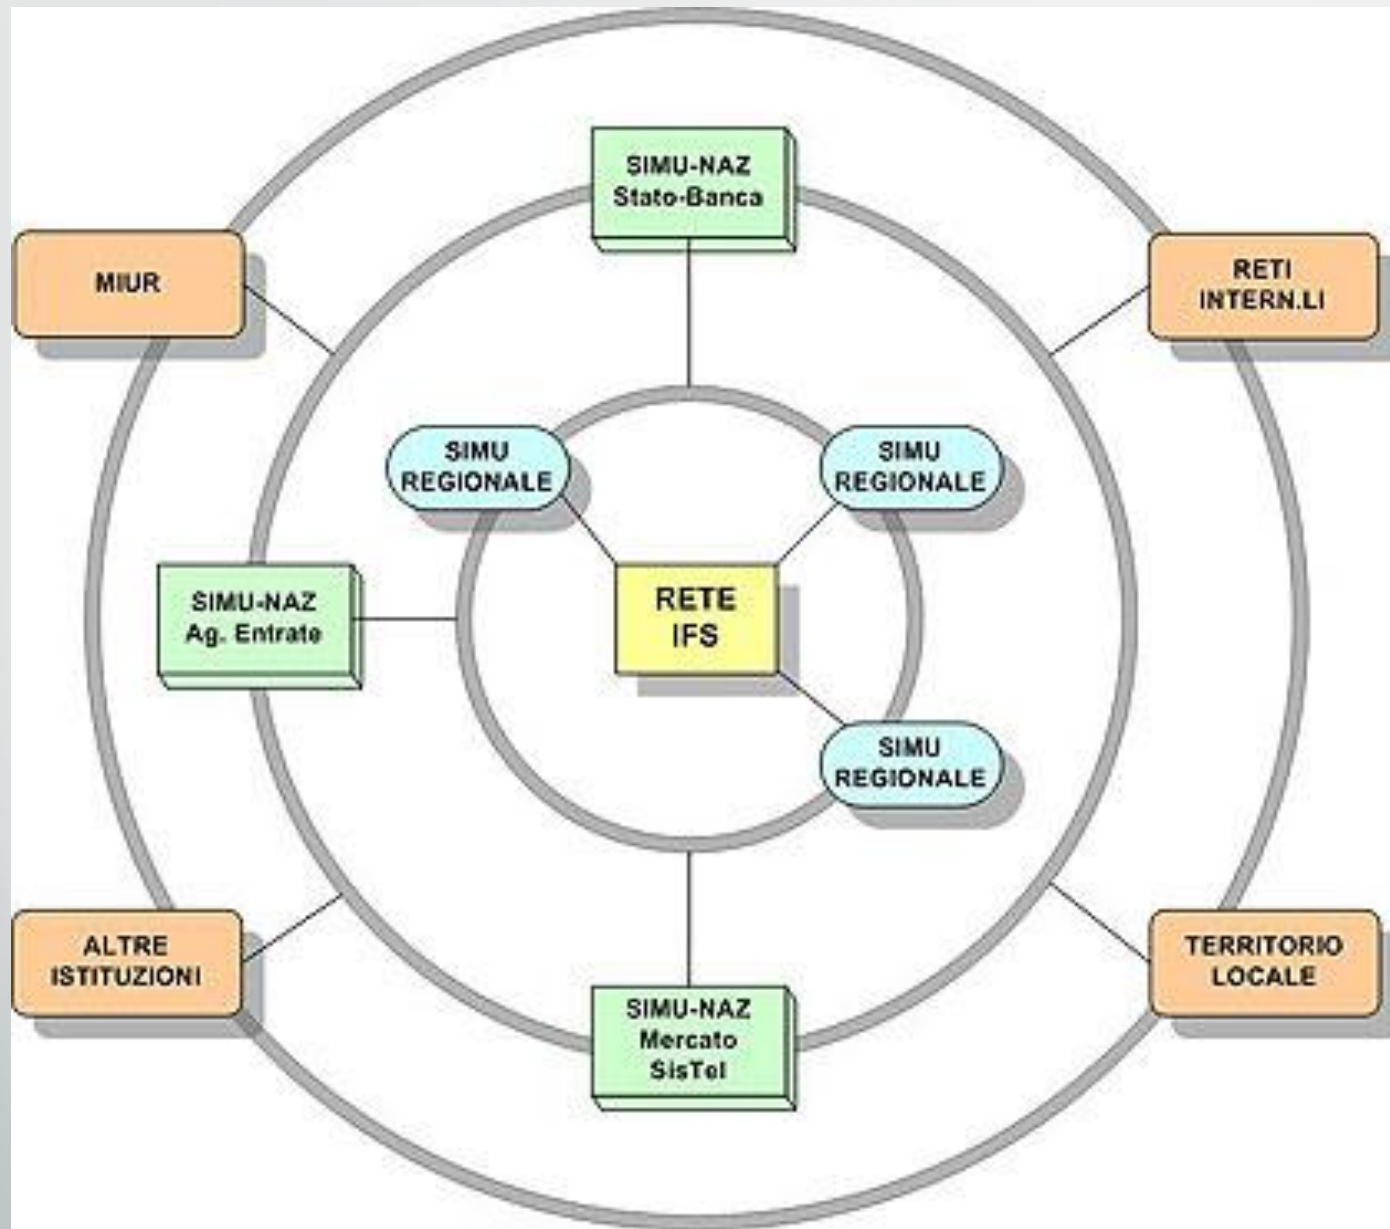 SIMU-NAZ
Stato-Banca
MIUR
RETI
INTERN.LI
SIMU
REGIONALE
SIMU
REGIONALE
SIMU-NAZ
Ag. Entrate
RETE
IFS
SIMU
REGIONALE
ALTRE
ISTITUZIONI
TERRITORIO
LOCALE
SIMU-NAZ
Mercato
SisTel